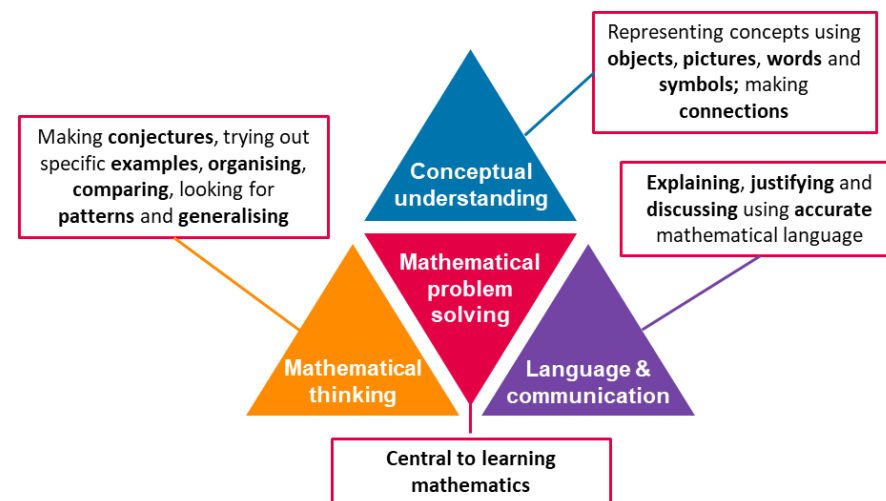 Representing concepts using
objects, pictures, words and
symbols; making
connections
Making conjectures, trying out
specific examples, organising,
comparing, looking for
patterns and generalising
Conceptual
understanding
Explaining, justifying and
discussing using accurate
mathematical language
Mathematical
problem
solving
Mathematical
thinking
Language &
communication
Central to learning
mathematics